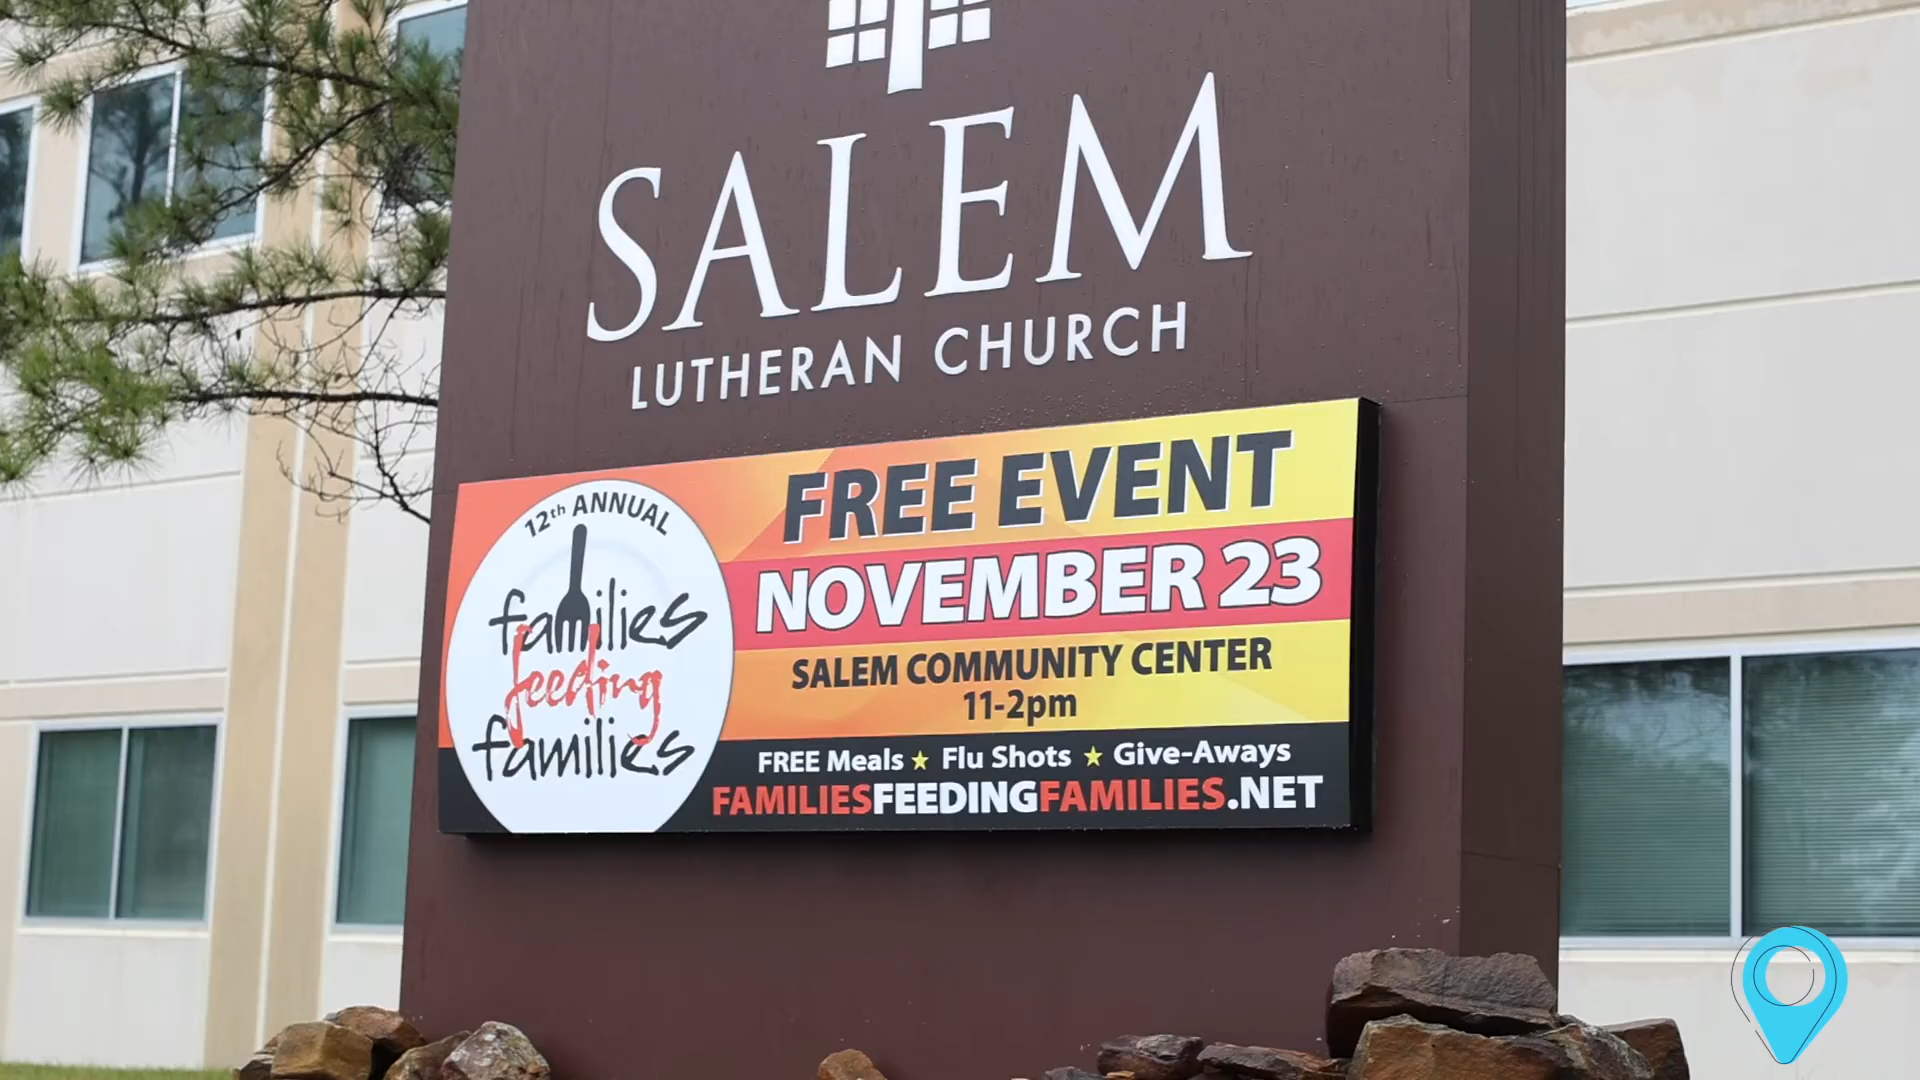 SALEM
LUTHERAN CHURCH
12th ANNUAL
families
feeding
families
FREE EVENT
NOVEMBER 23
SALEM COMMUNITY CENTER
11-2pm
FREE Meals ★ Flu Shots ★ Give-Aways
FAMILIESFEEDINGFAMILIES.NET